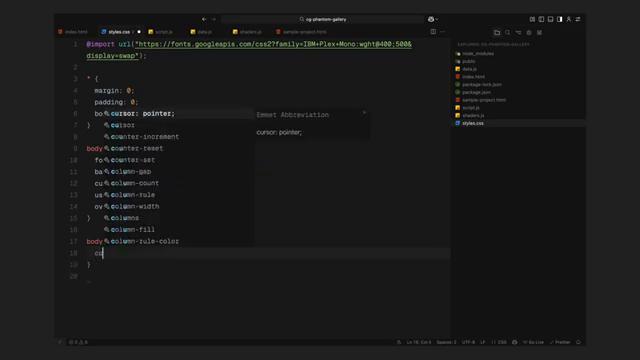 cg-phantom-gallery
index.html
styles.css
script.js
data.js
shaders.js
sample-project.html
EXPLORER: CG-PHANTOM-GALLERY
1 @import url("https://fonts.googleapis.com/css2?family=IBM+Plex+Mono:wght@400;500&
display=swap");
2
3 * {
4 margin: 0;
5 padding: 0;
6 bo
cursor: pointer;
Emmet Abbreviation
cursor: pointer;
7 }
cursor
8
counter-increment
9 body
counter-reset
10 fo
counter-set
11 ba
column-gap
12 cu
column-count
13 us
column-rule
14 ov
column-width
15 }
columns
16
column-fill
17 body
column-rule-color
18 cu
19 }
20
node_modules
public
data.js
index.html
package-lock.json
package.json
sample-project.html
script.js
shaders.js
styles.css
Spaces: 2
UTF-8
LF
CSS
Go Live
Prettier